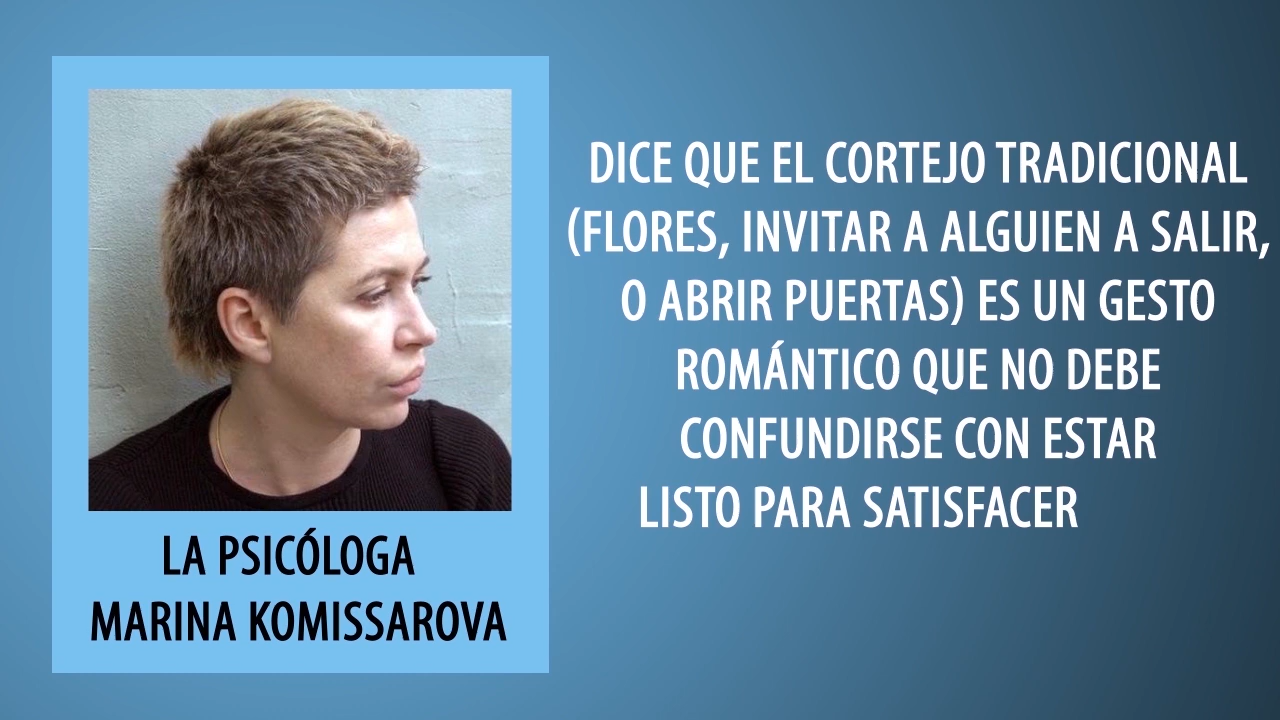 DICE QUE EL CORTEJO TRADICIONAL
(FLORES, INVITAR A ALGUIEN A SALIR,
O ABRIR PUERTAS) ES UN GESTO
ROMÁNTICO QUE NO DEBE
CONFUNDIRSE CON ESTAR
LISTO PARA SATISFACER
LA PSICÓLOGA
MARINA KOMISSAROVA